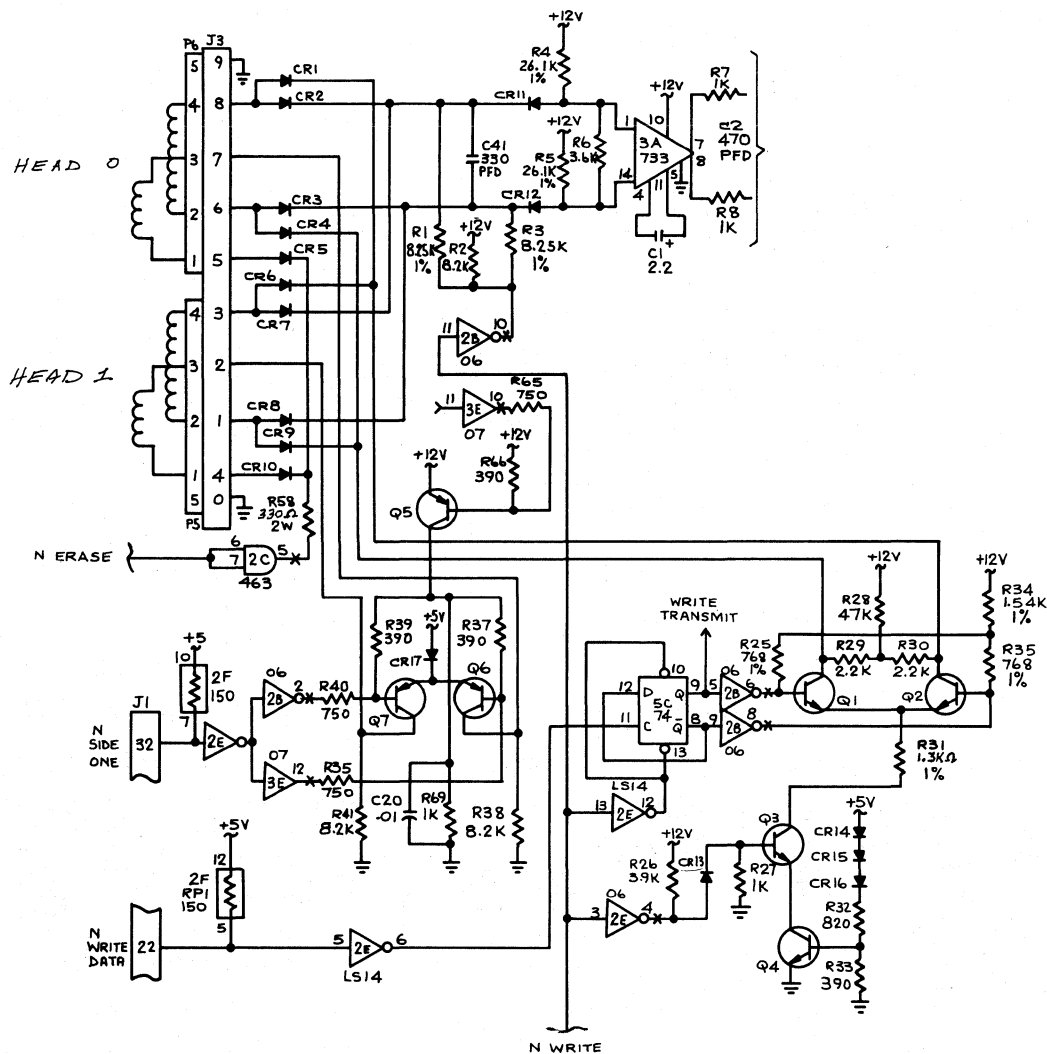 +12V
P6 J3
5 9
R4
26.1K
1%
CR1
4 8
CR2
CR11
+12V
R7
1K
HEAD 0
3 7
C41
330
PFD
+12V
R5
26.1K
1%
R6
3.6K
1
10
3A
733
7
8
14
4
11
5
C2
470
PFD
2 6
CR3
CR12
CR4
R8
1K
C1
+
2.2
1 5
CR5
R1
8.25K
1%
+12V
R2
8.2K
R3
8.25K
1%
CR6
4 3
CR7
11
2B
10
06
HEAD 1
3 2
R65
750
11
3E
10
07
2 1
CR8
CR9
+12V
R66
390
1 4
CR10
+12V
Q5
5 0
P5
R58
330Ω
2W
N ERASE
6
7
2C
5
463
+12V
+12V
R34
1.54K
1%
WRITE
TRANSMIT
R28
47K
R39
390
+5V
R37
390
CR17
R25
768
1%
R29
2.2K
R30
2.2K
R35
768
1%
+5
10
2F
150
7
06
2B
2
R40
750
Q7
Q6
10
12
D
Q
9
5
06
2B
6
Q1
Q2
5C
74
11
C
Q̅
8
9
2B
8
06
13
J1
N
SIDE
ONE
32
2E
07
3E
12
R35
750
R31
1.3KΩ
1%
LS14
13
2E
12
R41
8.2K
C20
.01
R69
1K
R38
8.2K
+5V
12
2F
RP1
150
5
+12V
R26
3.9K
CR13
R27
1K
Q3
+5V
CR14
CR15
CR16
06
3
2E
4
R32
820
N
WRITE
DATA
22
5
2E
6
LS14
Q4
R33
390
N WRITE